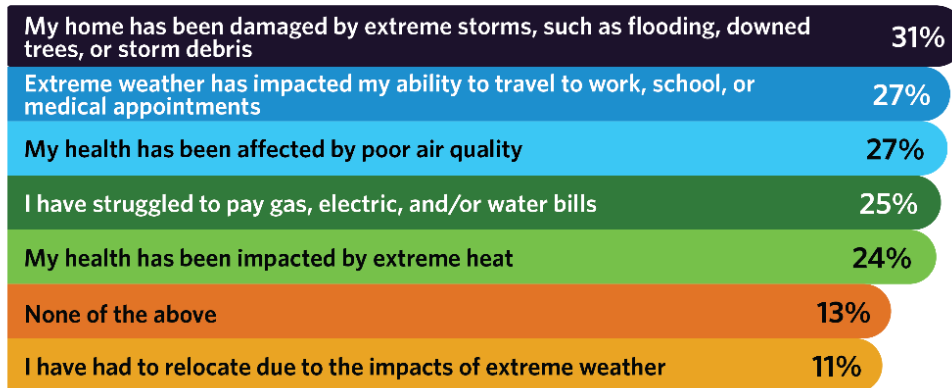 My home has been damaged by extreme storms, such as flooding, downed
trees, or storm debris
31%
Extreme weather has impacted my ability to travel to work, school, or
medical appointments
27%
My health has been affected by poor air quality
27%
I have struggled to pay gas, electric, and/or water bills
25%
My health has been impacted by extreme heat
24%
None of the above
13%
I have had to relocate due to the impacts of extreme weather
11%